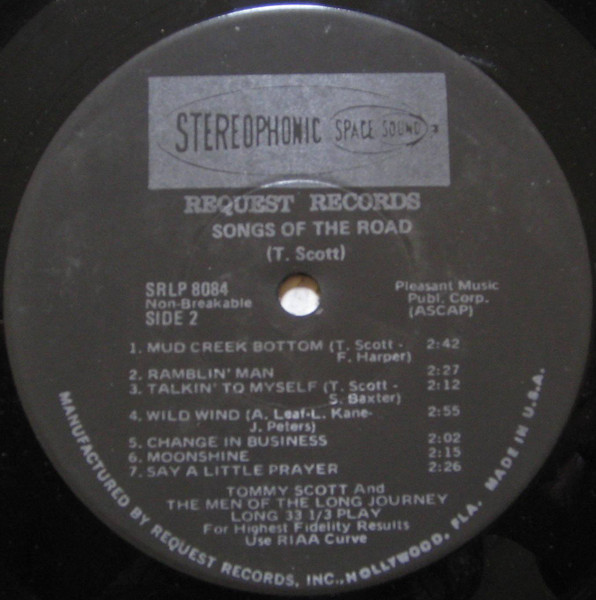 STEREOPHONIC SPACE SOUND
REQUEST RECORDS
SONGS OF THE ROAD
(T. Scott)
SRLP 8084
Non-Breakable
SIDE 2
Pleasant Music
Publ. Corp.
(ASCAP)
1. MUD CREEK BOTTOM (T. Scott - 2:42
F. Harper)
2. RAMBLIN' MAN 2:27
3. TALKIN' TO MYSELF (T. Scott - 2:12
S. Baxter)
4. WILD WIND (A. Leaf-L. Kane- 2:55
J. Peters)
5. CHANGE IN BUSINESS 2:02
6. MOONSHINE 2:15
7. SAY A LITTLE PRAYER 2:26
TOMMY SCOTT And
THE MEN OF THE LONG JOURNEY
LONG 33 1/3 PLAY
For Highest Fidelity Results
Use RIAA Curve
MANUFACTURED BY REQUEST RECORDS, INC., HOLLYWOOD, FLA. MADE IN U.S.A.